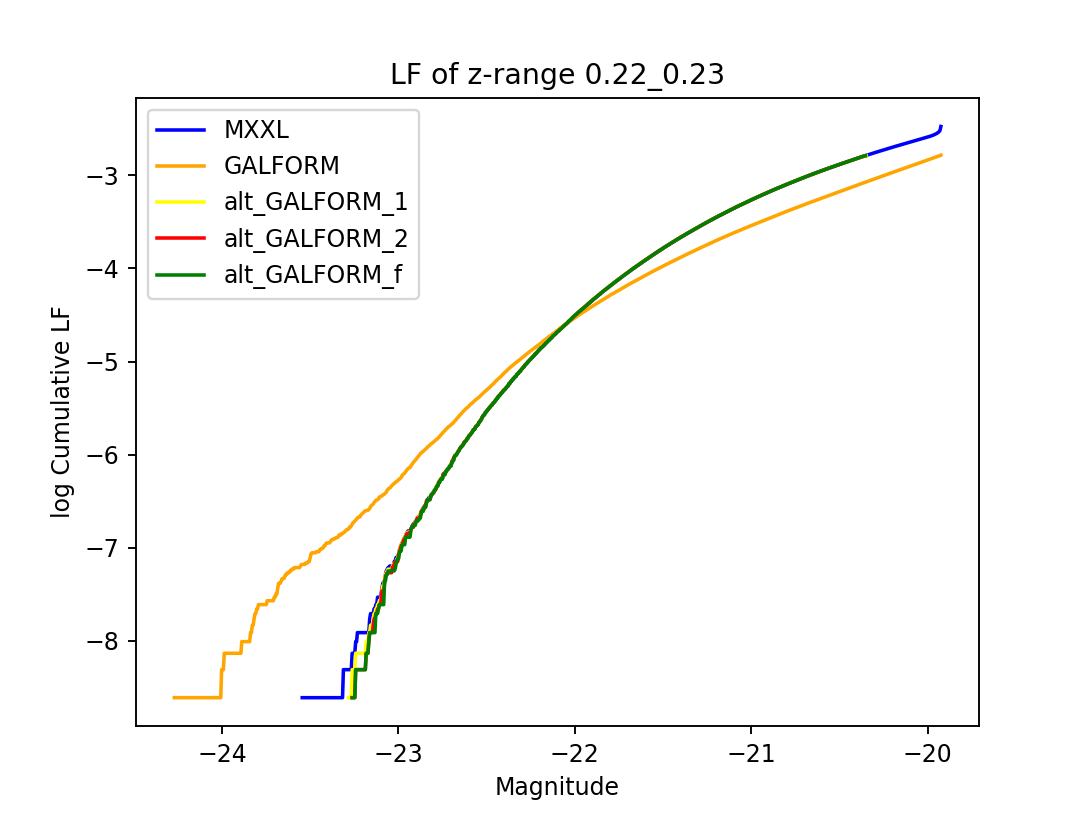 LF of z-range 0.22_0.23
MXXL
GALFORM
alt_GALFORM_1
alt_GALFORM_2
alt_GALFORM_f
log Cumulative LF
−3
−4
−5
−6
−7
−8
−24
−23
−22
−21
−20
Magnitude